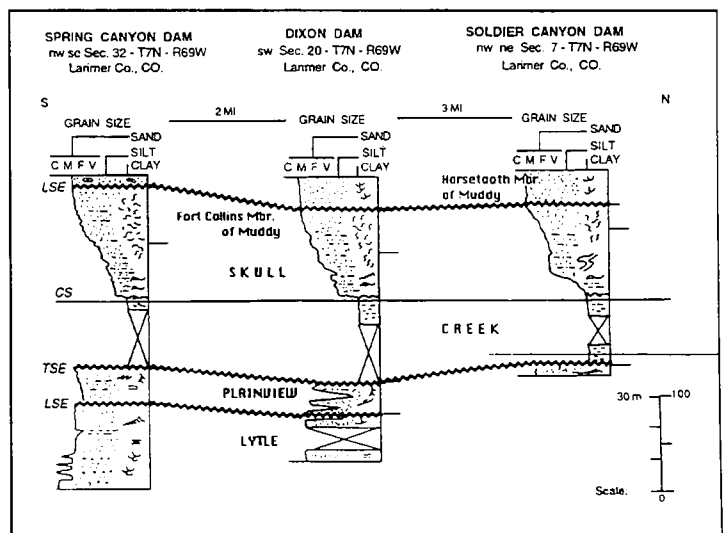 SPRING CANYON DAM
nw sc Sec. 32 - T7N - R69W
Larimer Co., CO.
DIXON DAM
sw Sec. 20 - T7N - R69W
Larimer Co., CO.
SOLDIER CANYON DAM
nw ne Sec. 7 - T7N - R69W
Larimer Co., CO.
S
2 MI
3 MI
N
GRAIN SIZE
SAND
SILT
C M F V
CLAY
GRAIN SIZE
SAND
SILT
C M F V
CLAY
GRAIN SIZE
SAND
SILT
C M F V
CLAY
LSE
Fort Collins Mbr.
of Muddy
Horsetooth Mbr.
of Muddy
SKULL
CS
CREEK
TSE
PLAINVIEW
LSE
LYTLE
30 m
100
Scale:
0